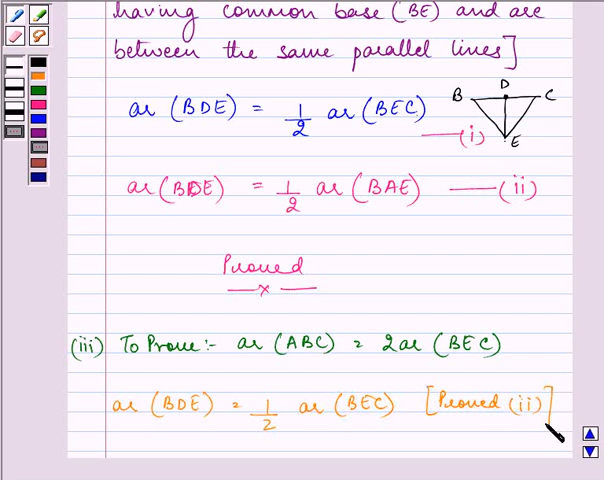 having common base (BE) and are
between the same parallel lines]
ar (BDE) = 1/2 ar (BEC) —(i)
B D C
E
ar (BDE) = 1/2 ar (BAE) —(ii)
Proved
—x—
(iii) To Prove:- ar (ABC) = 2ar (BEC)
ar (BDE) = 1/2 ar (BEC) [Proved (ii)]